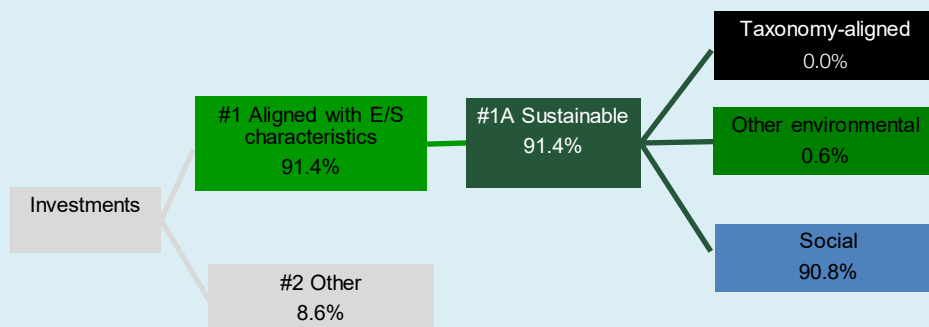 Investments
#1 Aligned with E/S
characteristics
91.4%
#2 Other
8.6%
#1A Sustainable
91.4%
Taxonomy-aligned
0.0%
Other environmental
0.6%
Social
90.8%